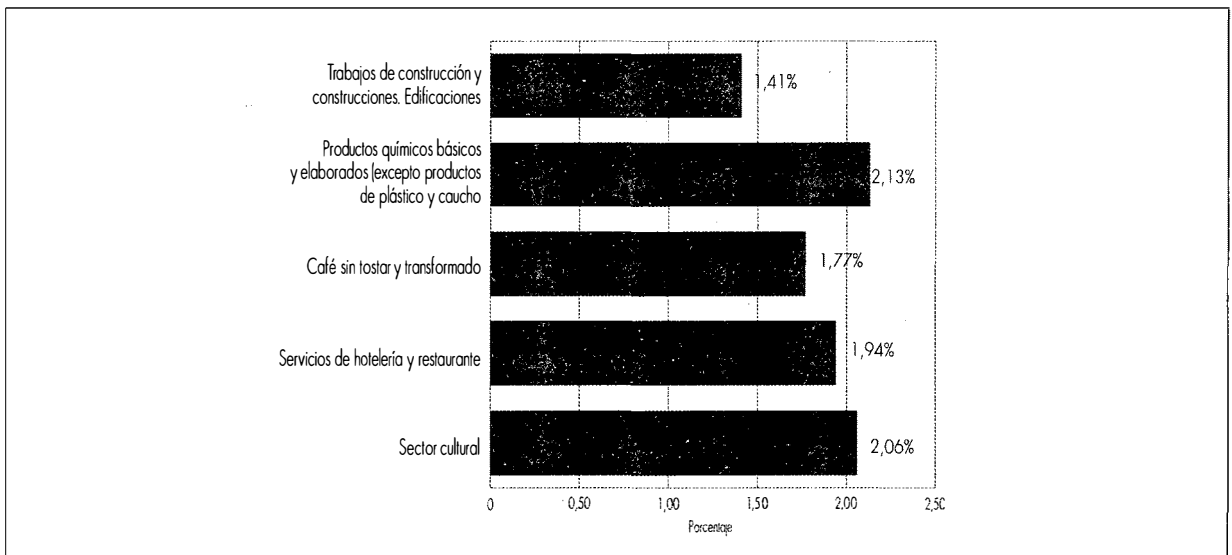 Trabajos de construcción y
construcciones. Edificaciones
1,41%
Productos químicos básicos
y elaborados (excepto productos
de plástico y caucho
2,13%
Café sin tostar y transformado
1,77%
Servicios de hotelería y restaurante
1,94%
Sector cultural
2,06%
0 0,50 1,00 1,50 2,00 2,50
Porcentaje